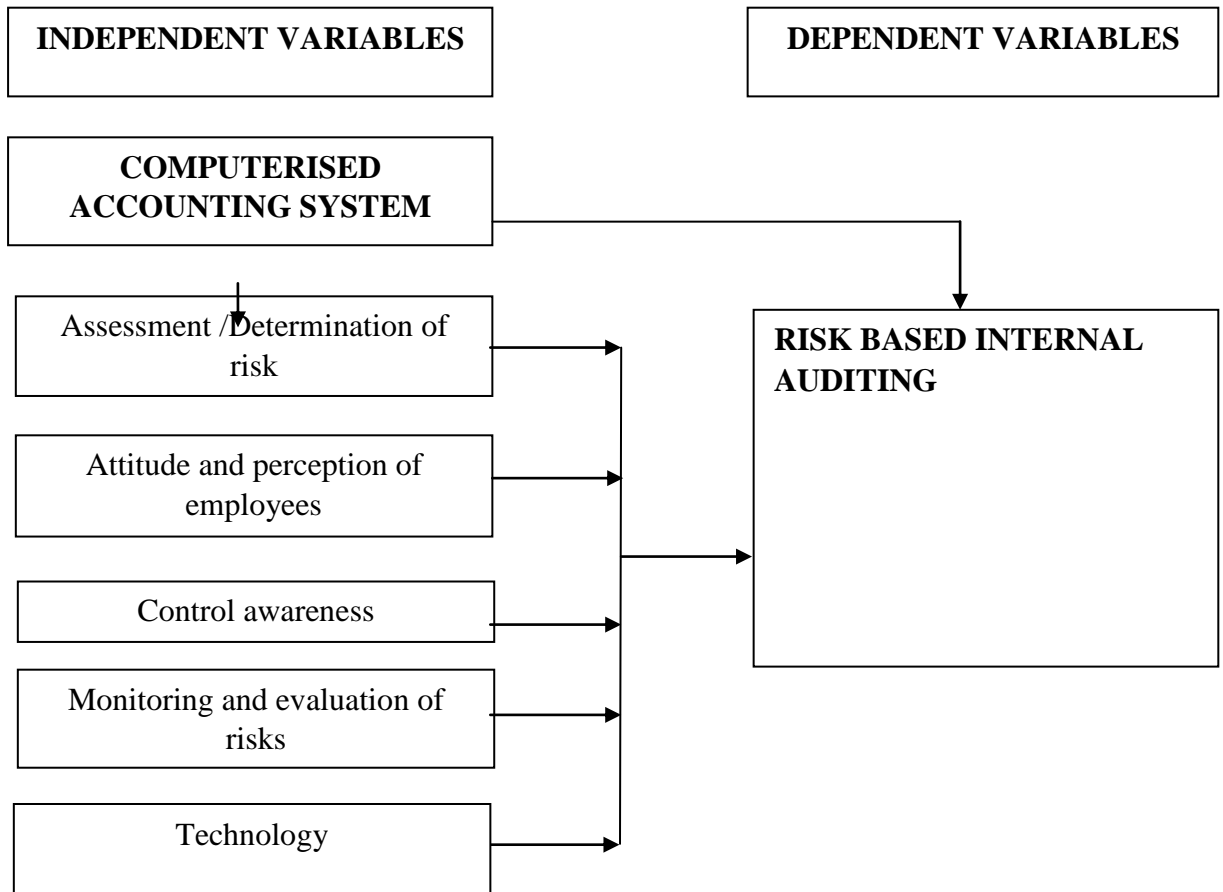 INDEPENDENT VARIABLES
DEPENDENT VARIABLES
COMPUTERISED
ACCOUNTING SYSTEM
Assessment /Determination of
risk
RISK BASED INTERNAL
AUDITING
Attitude and perception of
employees
Control awareness
Monitoring and evaluation of
risks
Technology